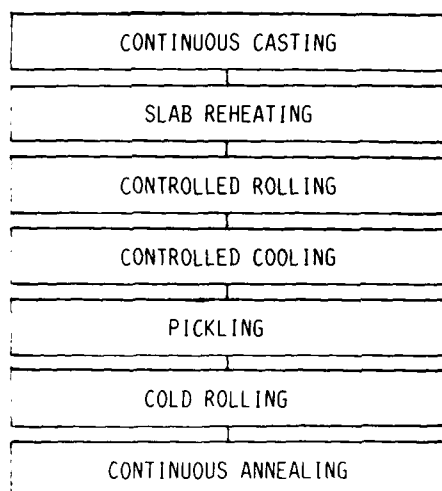 CONTINUOUS CASTING
SLAB REHEATING
CONTROLLED ROLLING
CONTROLLED COOLING
PICKLING
COLD ROLLING
CONTINUOUS ANNEALING